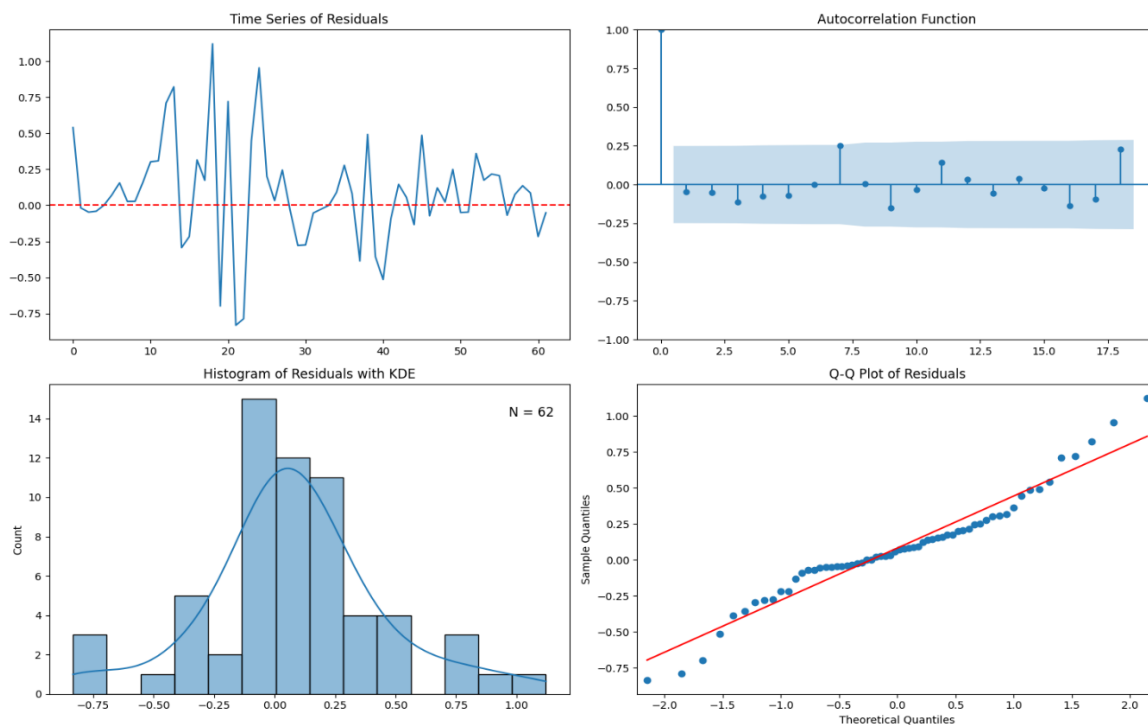 Time Series of Residuals
1.00
0.75
0.50
0.25
0.00
−0.25
−0.50
−0.75
0 10 20 30 40 50 60
Autocorrelation Function
1.00
0.75
0.50
0.25
0.00
−0.25
−0.50
−0.75
−1.00
0.0 2.5 5.0 7.5 10.0 12.5 15.0 17.5
Histogram of Residuals with KDE
N = 62
Count
14
12
10
8
6
4
2
0
−0.75 −0.50 −0.25 0.00 0.25 0.50 0.75 1.00
Q-Q Plot of Residuals
Sample Quantiles
1.00
0.75
0.50
0.25
0.00
−0.25
−0.50
−0.75
−2.0 −1.5 −1.0 −0.5 0.0 0.5 1.0 1.5 2.0
Theoretical Quantiles